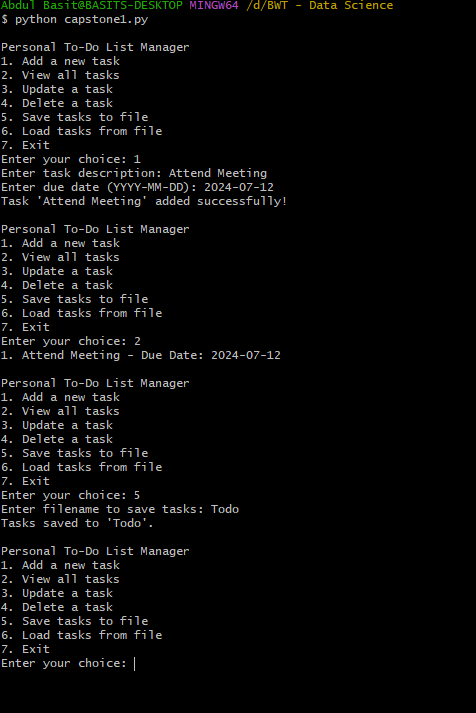 Abdul Basit@BASITS-DESKTOP MINGW64 /d/BWT - Data Science
$ python capstone1.py
Personal To-Do List Manager
1. Add a new task
2. View all tasks
3. Update a task
4. Delete a task
5. Save tasks to file
6. Load tasks from file
7. Exit
Enter your choice: 1
Enter task description: Attend Meeting
Enter due date (YYYY-MM-DD): 2024-07-12
Task 'Attend Meeting' added successfully!
Personal To-Do List Manager
1. Add a new task
2. View all tasks
3. Update a task
4. Delete a task
5. Save tasks to file
6. Load tasks from file
7. Exit
Enter your choice: 2
1. Attend Meeting - Due Date: 2024-07-12
Personal To-Do List Manager
1. Add a new task
2. View all tasks
3. Update a task
4. Delete a task
5. Save tasks to file
6. Load tasks from file
7. Exit
Enter your choice: 5
Enter filename to save tasks: Todo
Tasks saved to 'Todo'.
Personal To-Do List Manager
1. Add a new task
2. View all tasks
3. Update a task
4. Delete a task
5. Save tasks to file
6. Load tasks from file
7. Exit
Enter your choice: